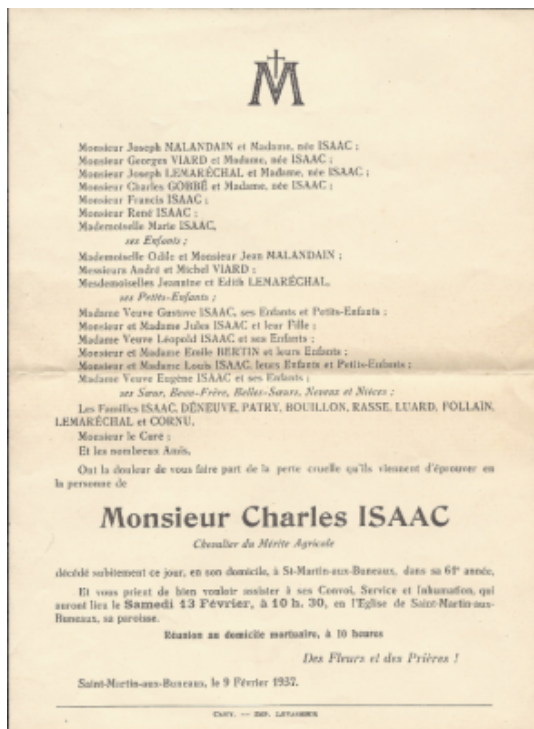 M
Monsieur Joseph MALANDAIN et Madame, née ISAAC ;
Monsieur Georges VIARD et Madame, née ISAAC ;
Monsieur Joseph LEMARÉCHAL et Madame, née ISAAC ;
Monsieur Charles GOBBÉ et Madame, née ISAAC ;
Monsieur Francis ISAAC ;
Monsieur René ISAAC ;
Mademoiselle Marie ISAAC,
ses Enfants ;
Mademoiselle Odile et Monsieur Jean MALANDAIN ;
Messieurs André et Michel VIARD ;
Mesdemoiselles Jeannine et Edith LEMARÉCHAL,
ses Petits-Enfants ;
Madame Veuve Gustave ISAAC, ses Enfants et Petits-Enfants ;
Monsieur et Madame Jules ISAAC et leur Fille ;
Madame Veuve Léopold ISAAC et ses Enfants ;
Monsieur et Madame Emile BERTIN et leurs Enfants ;
Monsieur et Madame Louis ISAAC, leurs Enfants et Petits-Enfants ;
Madame Veuve Eugène ISAAC et ses Enfants ;
ses Sœur, Beau-Frère, Belles-Sœurs, Neveux et Nièces ;
Les Familles ISAAC, DÉNEUVE, PATRY, BOUILLON, RASSE, LUARD, FOLLAIN,
LEMARÉCHAL et CORNU,
Monsieur le Curé ;
Et les nombreux Amis,
Ont la douleur de vous faire part de la perte cruelle qu'ils viennent d'éprouver en
la personne de
Monsieur Charles ISAAC
Chevalier du Mérite Agricole
décédé subitement ce jour, en son domicile, à St-Martin-aux-Buneaux, dans sa 61e année,
Et vous prient de bien vouloir assister à ses Convoi, Service et Inhumation, qui
auront lieu le Samedi 13 Février, à 10 h. 30, en l'Eglise de Saint-Martin-aux-
Buneaux, sa paroisse.
Réunion au domicile mortuaire, à 10 heures
Des Fleurs et des Prières !
Saint-Martin-aux-Buneaux, le 9 Février 1937.
CANY. — IMP. LEVASSEUR